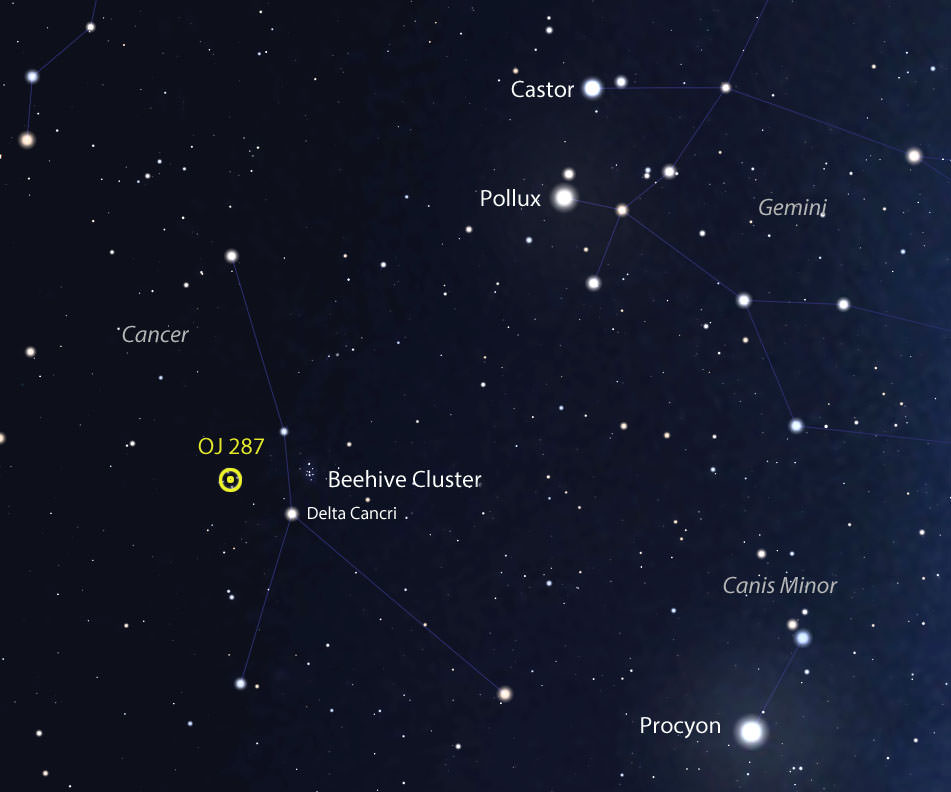 Castor
Pollux
Gemini
Cancer
OJ 287
Beehive Cluster
Delta Cancri
Canis Minor
Procyon